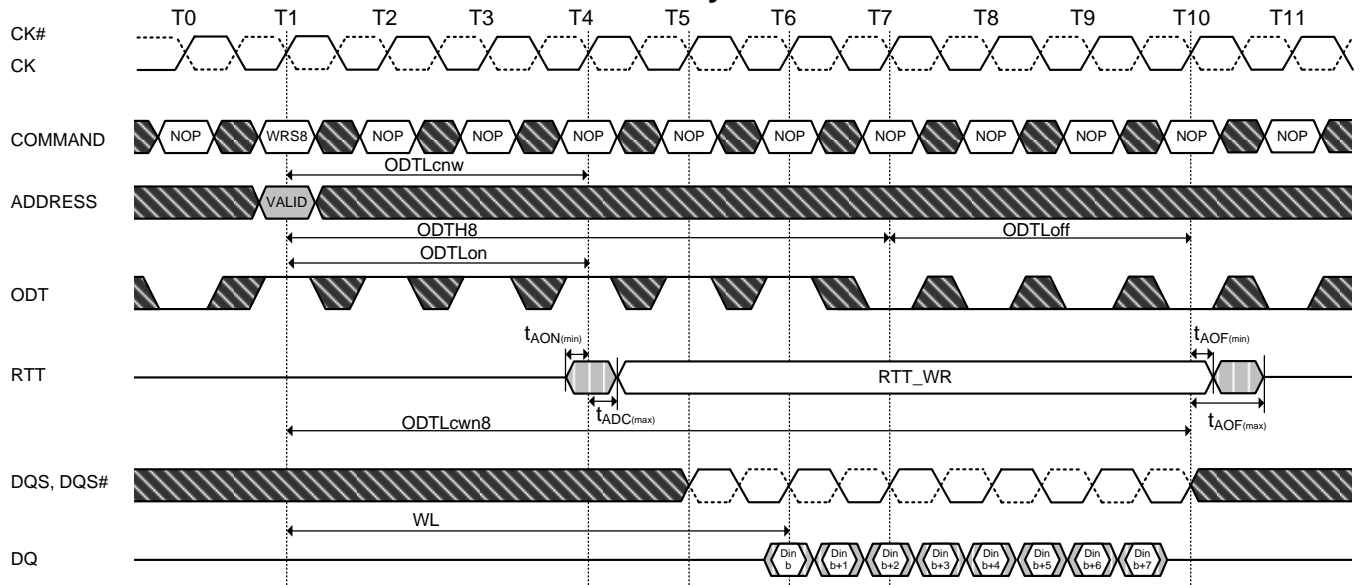 T0 T1 T2 T3 T4 T5 T6 T7 T8 T9 T10 T11
CK#
CK
COMMAND NOP WRS8 NOP NOP NOP NOP NOP NOP NOP NOP NOP NOP
ODTLcnw
ADDRESS VALID
ODTH8 ODTLoff
ODTLon
ODT
tAON(min) tAOF(min)
RTT RTT_WR
tADC(max) tAOF(max)
ODTLcwn8
DQS, DQS#
WL
DQ Din b Din b+1 Din b+2 Din b+3 Din b+4 Din b+5 Din b+6 Din b+7